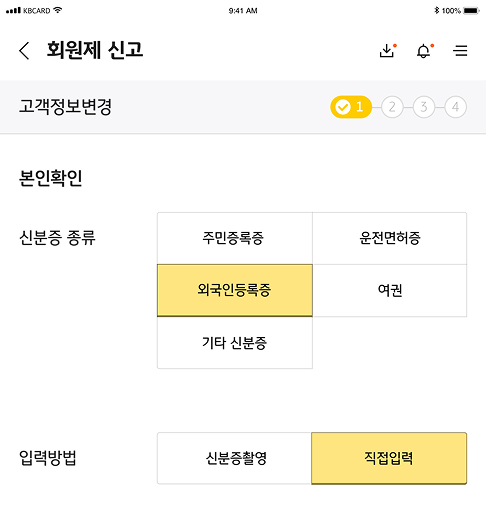 KBCARD 9:41 AM 100%
회원제 신고
고객정보변경 1 2 3 4
본인확인
신분증 종류 주민증록증 운전면허증
외국인등록증 여권
기타 신분증
입력방법 신분증촬영 직접입력